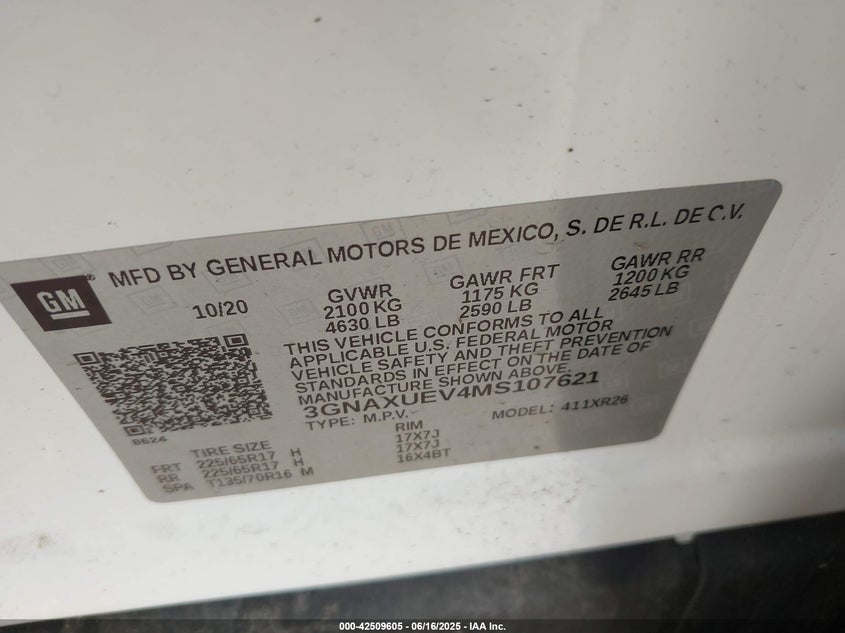 MFD BY GENERAL MOTORS DE MEXICO, S. DE R.L. DE C.V.
GM®
10/20
GVWR
2100 KG
4630 LB
GAWR FRT
1175 KG
2590 LB
GAWR RR
1200 KG
2645 LB
THIS VEHICLE CONFORMS TO ALL
APPLICABLE U.S. FEDERAL MOTOR
VEHICLE SAFETY AND THEFT PREVENTION
STANDARDS IN EFFECT ON THE DATE OF
MANUFACTURE SHOWN ABOVE.
3GNAXUEV4MS107621
TYPE: M.P.V. MODEL: 411XR26
8624
TIRE SIZE RIM
FRT 225/65R17 H 17X7J
RR 225/65R17 H 17X7J
SPA T135/70R16 M 16X4BT
000-42509605 - 06/16/2025 - IAA Inc.